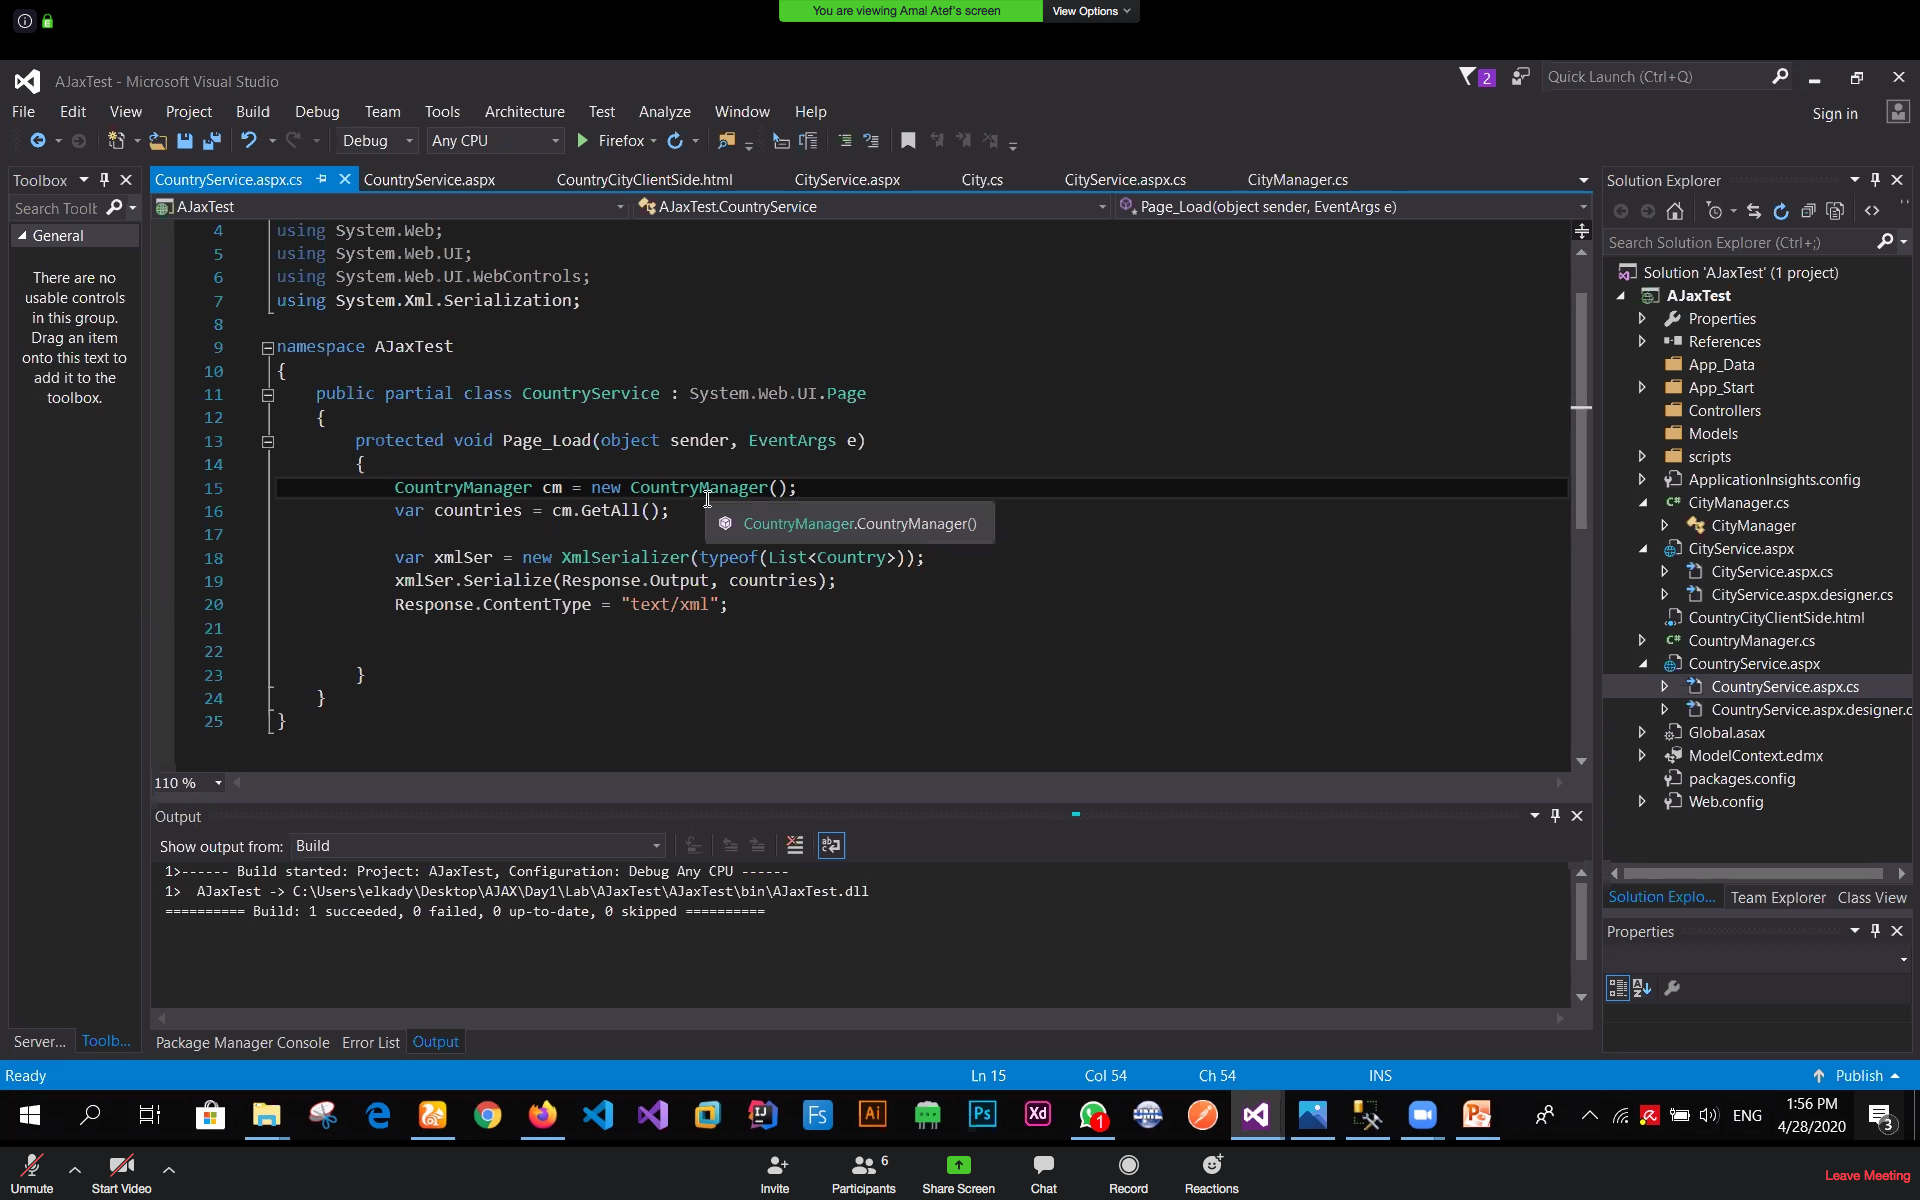 You are viewing Amal Atef's screen
View Options
AJaxTest - Microsoft Visual Studio
2
Quick Launch (Ctrl+Q)
File Edit View Project Build Debug Team Tools Architecture Test Analyze Window Help
Sign in
Debug Any CPU Firefox
Toolbox
CountryService.aspx.cs CountryService.aspx CountryCityClientSide.html CityService.aspx City.cs CityService.aspx.cs CityManager.cs
Search Toolb
AJaxTest AJaxTest.CountryService Page_Load(object sender, EventArgs e)
General
There are no
usable controls
in this group.
Drag an item
onto this text to
add it to the
toolbox.
4 using System.Web;
5 using System.Web.UI;
6 using System.Web.UI.WebControls;
7 using System.Xml.Serialization;
8
9 namespace AJaxTest
10 {
11 public partial class CountryService : System.Web.UI.Page
12 {
13 protected void Page_Load(object sender, EventArgs e)
14 {
15 CountryManager cm = new CountryManager();
16 var countries = cm.GetAll();
CountryManager.CountryManager()
17
18 var xmlSer = new XmlSerializer(typeof(List<Country>));
19 xmlSer.Serialize(Response.Output, countries);
20 Response.ContentType = "text/xml";
21
22
23 }
24 }
25 }
110 %
Output
Show output from: Build
1>------ Build started: Project: AJaxTest, Configuration: Debug Any CPU ------
1> AJaxTest -> C:\Users\elkady\Desktop\AJAX\Day1\Lab\AJaxTest\AJaxTest\bin\AJaxTest.dll
========== Build: 1 succeeded, 0 failed, 0 up-to-date, 0 skipped ==========
Server... Toolb...
Package Manager Console Error List Output
Solution Explorer
Search Solution Explorer (Ctrl+;)
Solution 'AJaxTest' (1 project)
AJaxTest
Properties
References
App_Data
App_Start
Controllers
Models
scripts
ApplicationInsights.config
C# CityManager.cs
CityManager
CityService.aspx
CityService.aspx.cs
CityService.aspx.designer.cs
CountryCityClientSide.html
C# CountryManager.cs
CountryService.aspx
CountryService.aspx.cs
CountryService.aspx.designer.c
Global.asax
ModelContext.edmx
packages.config
Web.config
Solution Explo... Team Explorer Class View
Properties
Ready Ln 15 Col 54 Ch 54 INS Publish
Fs Ai Ps Xd 1
ENG
1:56 PM
4/28/2020
3
Unmute Start Video Invite Participants 6 Share Screen Chat Record Reactions Leave Meeting